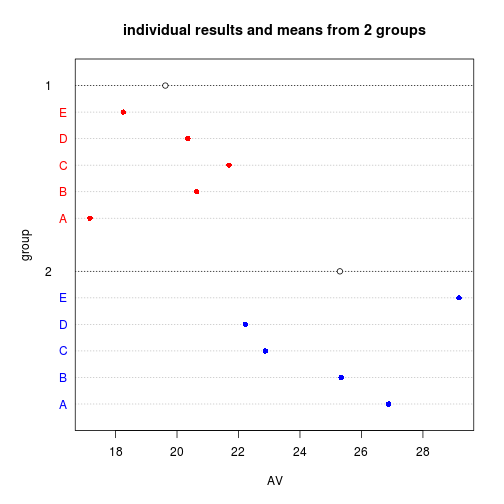 individual results and means from 2 groups
1
E
D
C
B
A
group
2
E
D
C
B
A
18 20 22 24 26 28
AV